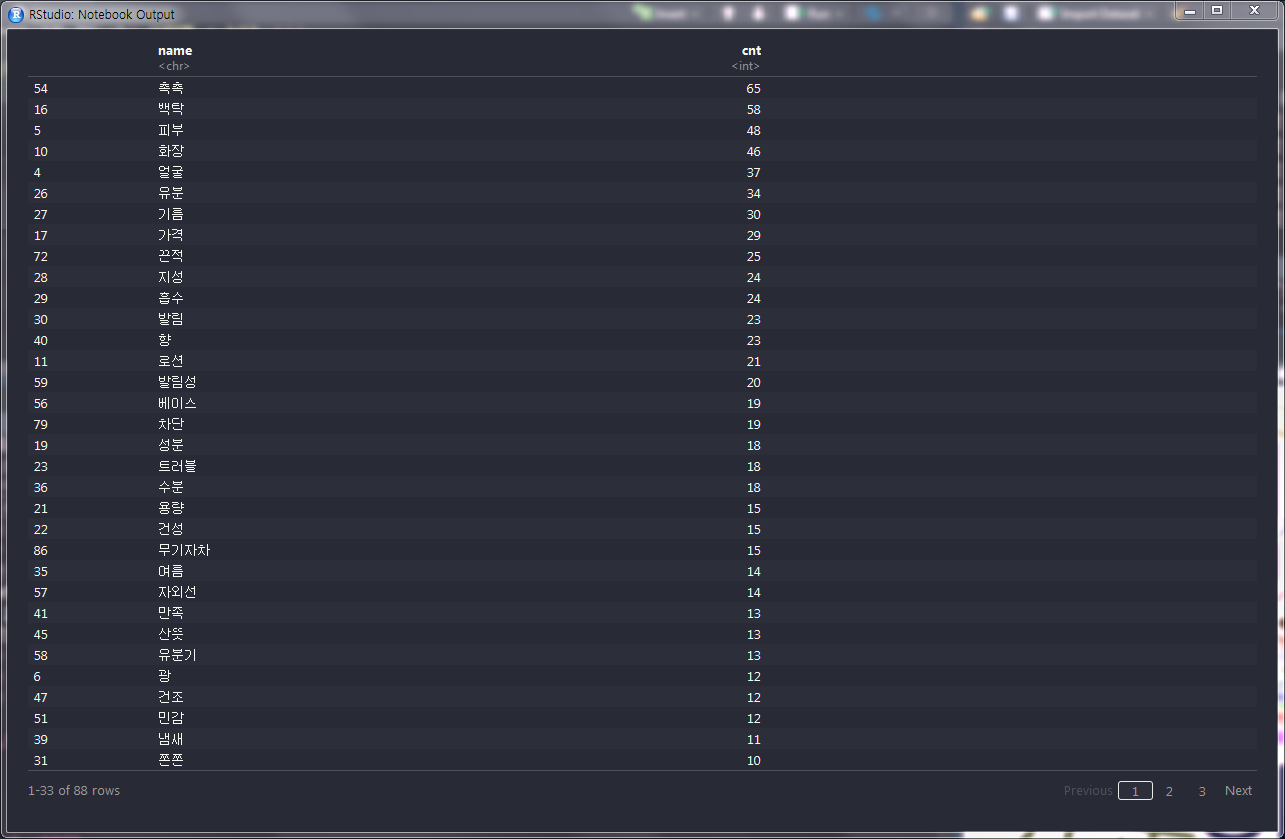 RStudio: Notebook Output
Insert
Run
Import Dataset
name cnt
<chr> <int>
54 촉촉 65
16 백탁 58
5 피부 48
10 화장 46
4 얼굴 37
26 유분 34
27 기름 30
17 가격 29
72 끈적 25
28 지성 24
29 흡수 24
30 발림 23
40 향 23
11 로션 21
59 발림성 20
56 베이스 19
79 차단 19
19 성분 18
23 트러블 18
36 수분 18
21 용량 15
22 건성 15
86 무기자차 15
35 여름 14
57 자외선 14
41 만족 13
45 산뜻 13
58 유분기 13
6 광 12
47 건조 12
51 민감 12
39 냄새 11
31 쫀쫀 10
1-33 of 88 rows Previous 1 2 3 Next